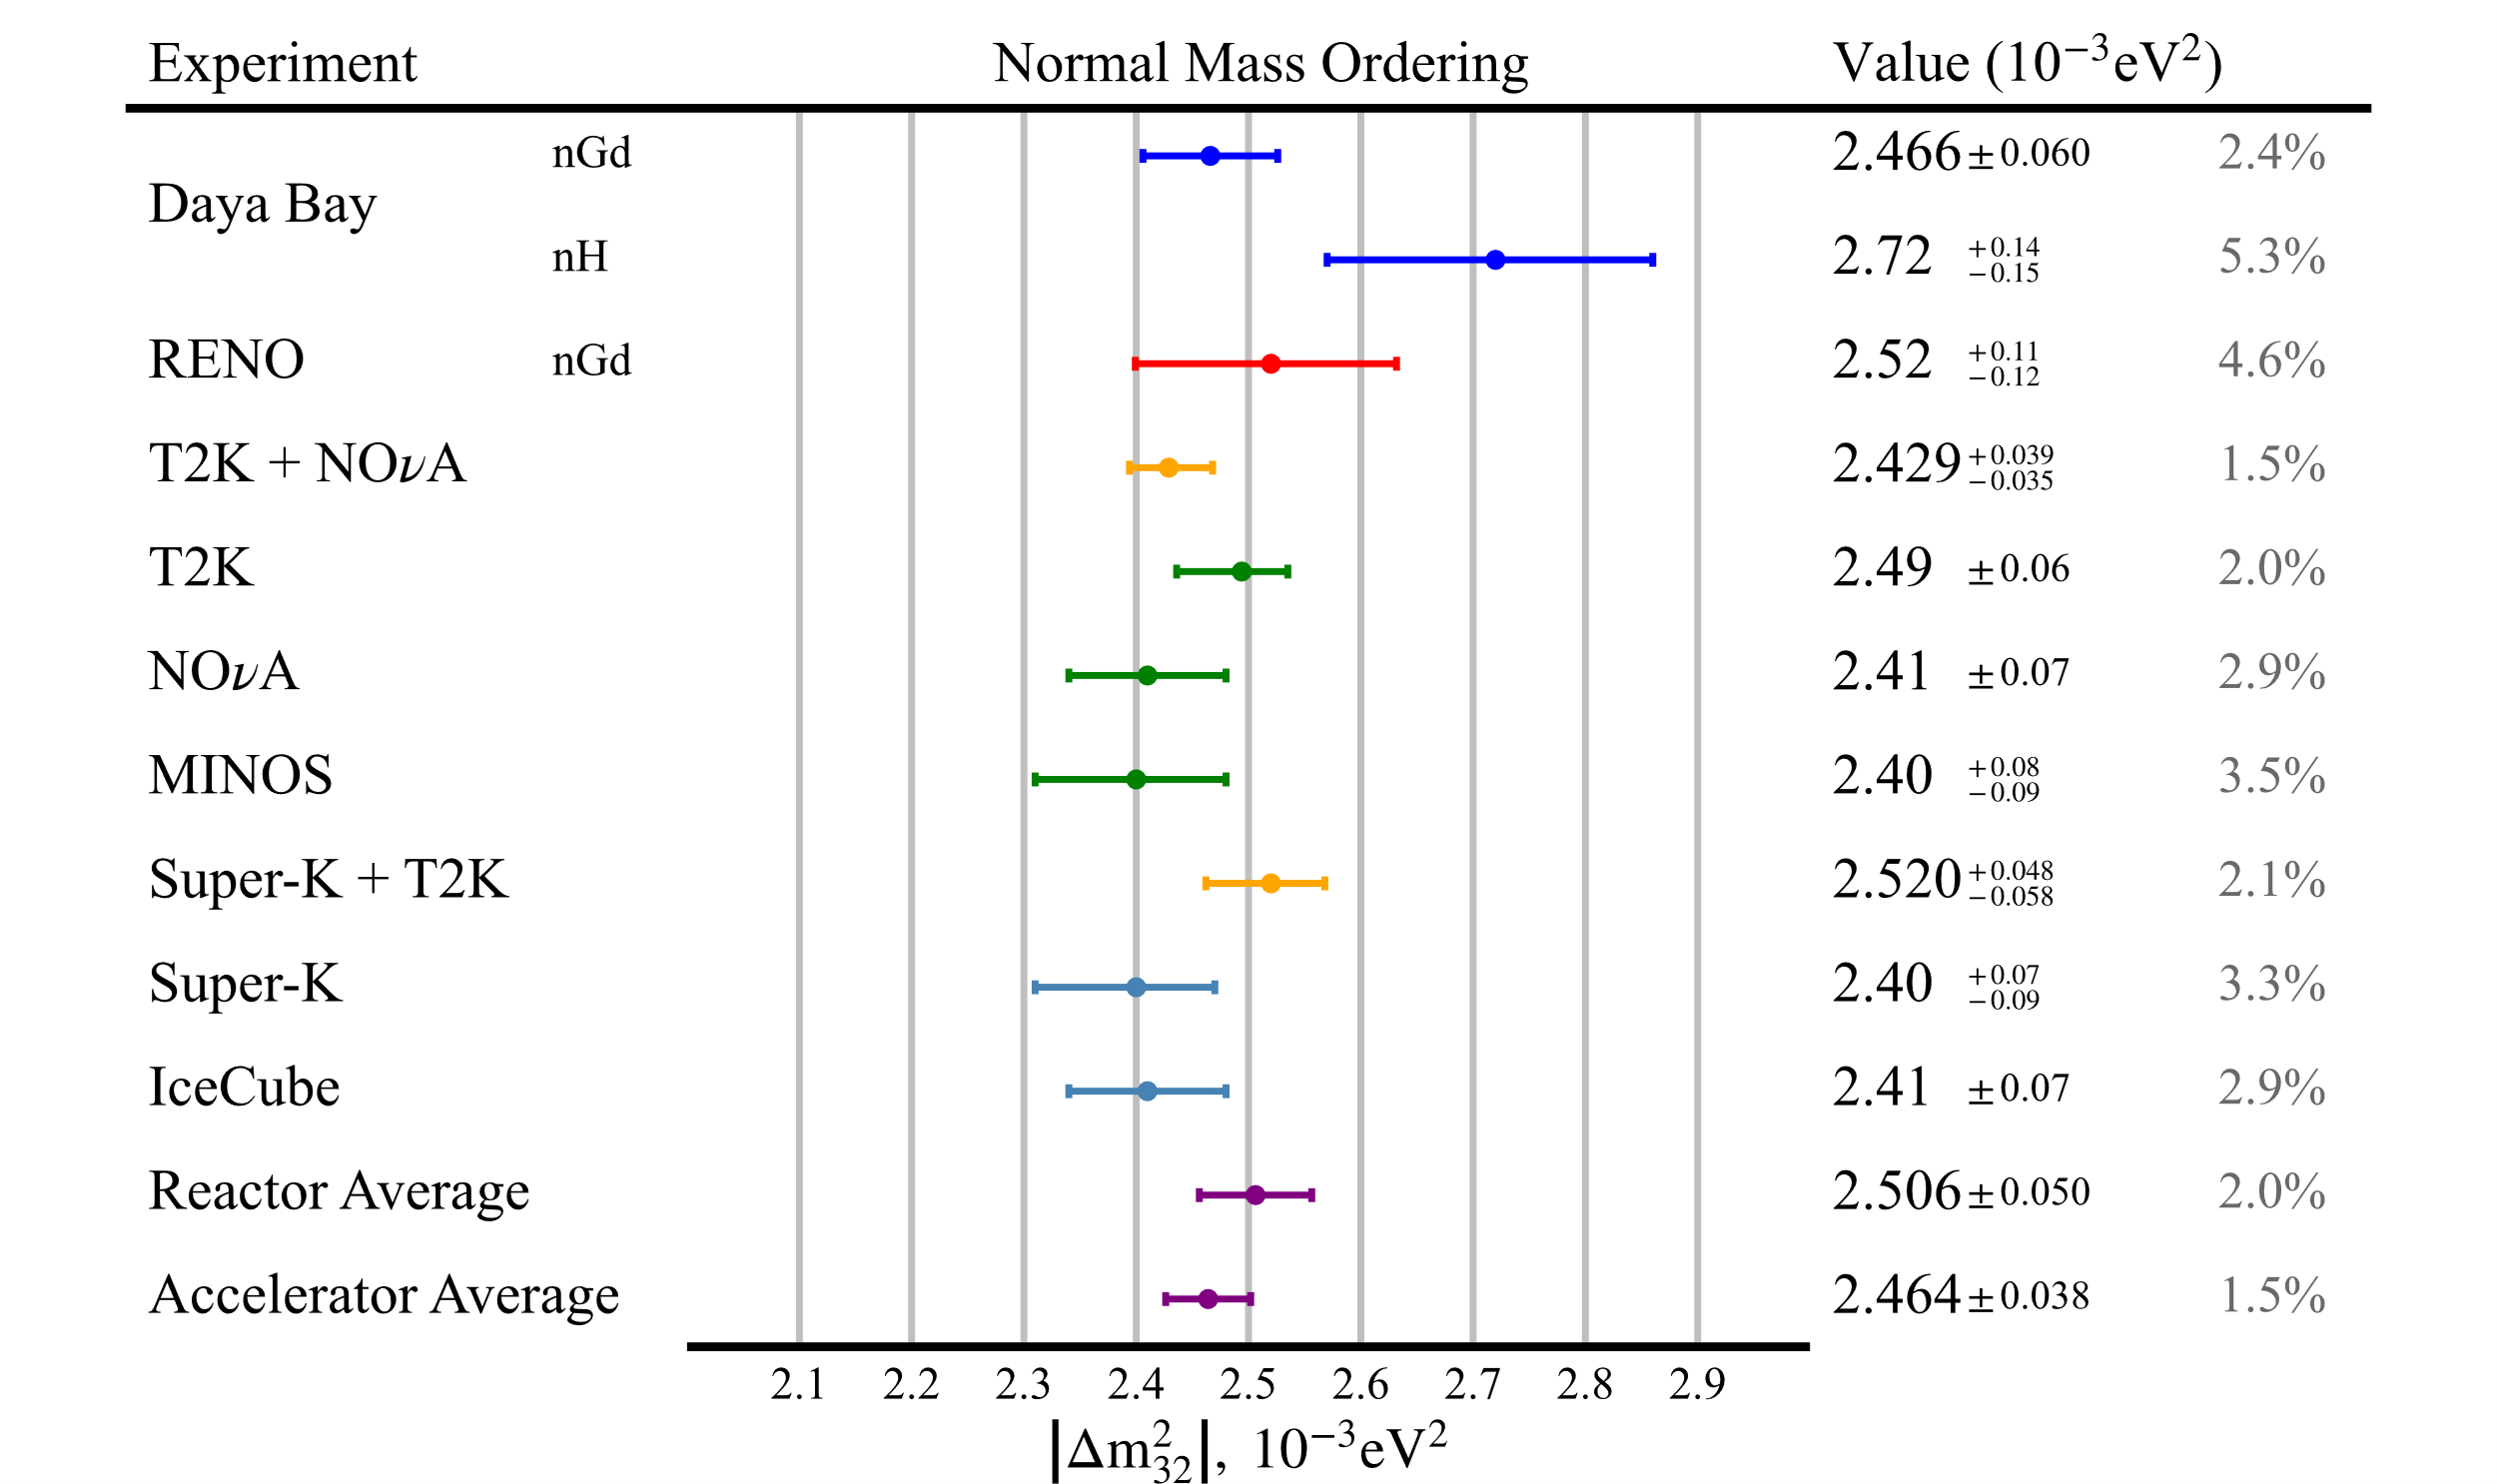 Experiment Normal Mass Ordering Value (10⁻³eV²)
Daya Bay nGd 2.466 ±0.060 2.4%
nH 2.72 +0.14 −0.15 5.3%
RENO nGd 2.52 +0.11 −0.12 4.6%
T2K + NOνA 2.429 +0.039 −0.035 1.5%
T2K 2.49 ±0.06 2.0%
NOνA 2.41 ±0.07 2.9%
MINOS 2.40 +0.08 −0.09 3.5%
Super-K + T2K 2.520 +0.048 −0.058 2.1%
Super-K 2.40 +0.07 −0.09 3.3%
IceCube 2.41 ±0.07 2.9%
Reactor Average 2.506 ±0.050 2.0%
Accelerator Average 2.464 ±0.038 1.5%
2.1 2.2 2.3 2.4 2.5 2.6 2.7 2.8 2.9
|Δm²₃₂|, 10⁻³eV²